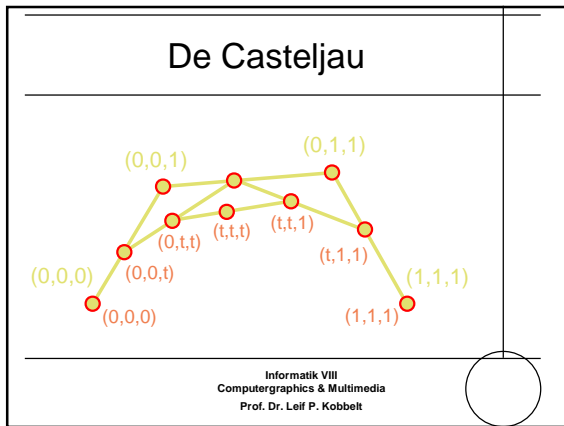 De Casteljau
(0,0,1)
(0,1,1)
(0,t,t)
(t,t,t)
(t,t,1)
(t,1,1)
(0,0,0)
(0,0,t)
(1,1,1)
(0,0,0)
(1,1,1)
Informatik VIII
Computergraphics & Multimedia
Prof. Dr. Leif P. Kobbelt